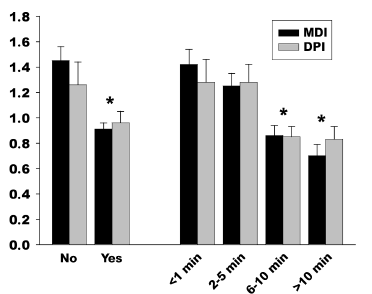 1.8
1.6
1.4
1.2
1.0
0.8
0.6
0.4
0.2
0.0
MDI
DPI
*
*
*
No
Yes
<1 min
2-5 min
6-10 min
>10 min